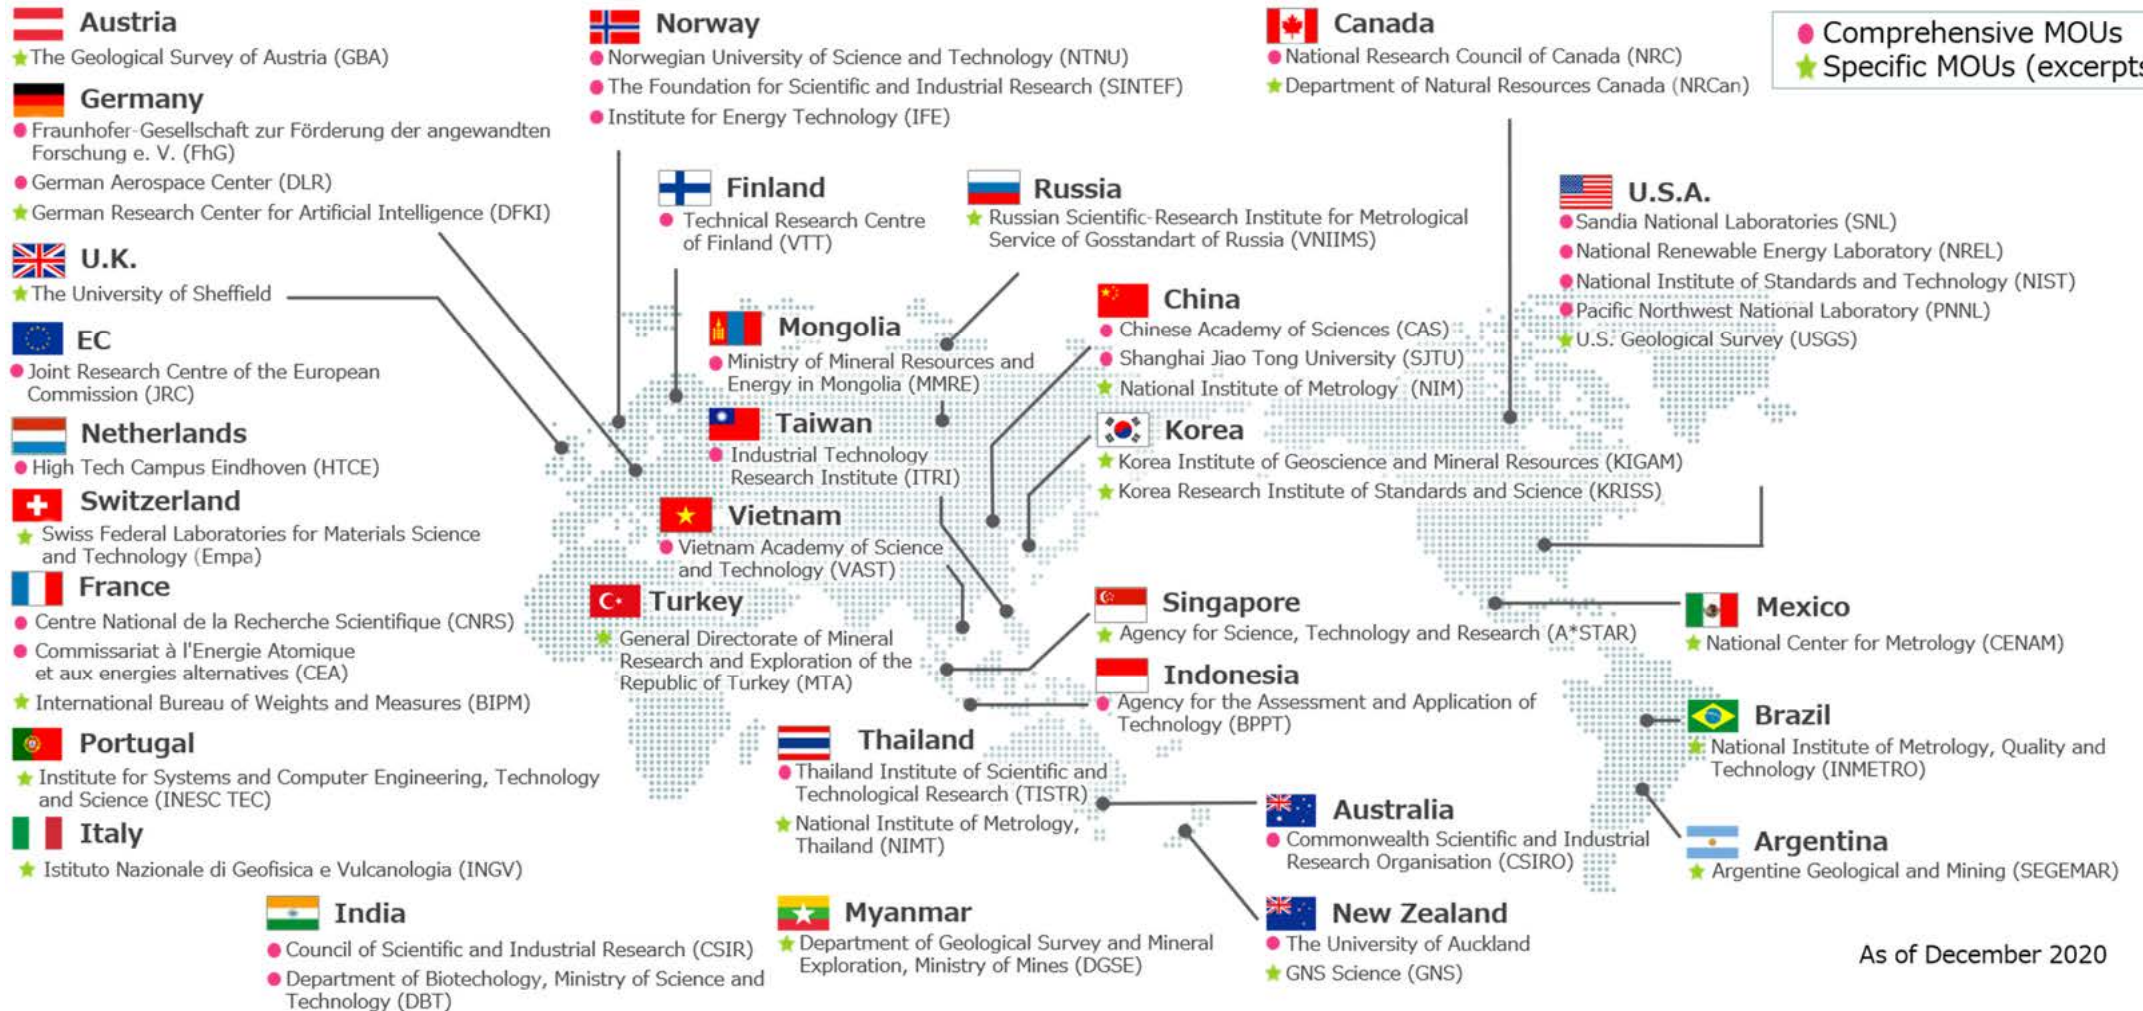 Austria
The Geological Survey of Austria (GBA)
Germany
Fraunhofer-Gesellschaft zur Förderung der angewandten
Forschung e. V. (FhG)
German Aerospace Center (DLR)
German Research Center for Artificial Intelligence (DFKI)
U.K.
The University of Sheffield
EC
Joint Research Centre of the European
Commission (JRC)
Netherlands
High Tech Campus Eindhoven (HTCE)
Switzerland
Swiss Federal Laboratories for Materials Science
and Technology (Empa)
France
Centre National de la Recherche Scientifique (CNRS)
Commissariat à l'Energie Atomique
et aux energies alternatives (CEA)
International Bureau of Weights and Measures (BIPM)
Portugal
Institute for Systems and Computer Engineering, Technology
and Science (INESC TEC)
Italy
Istituto Nazionale di Geofisica e Vulcanologia (INGV)
India
Council of Scientific and Industrial Research (CSIR)
Department of Biotechology, Ministry of Science and
Technology (DBT)
Norway
Norwegian University of Science and Technology (NTNU)
The Foundation for Scientific and Industrial Research (SINTEF)
Institute for Energy Technology (IFE)
Finland
Technical Research Centre
of Finland (VTT)
Russia
Russian Scientific-Research Institute for Metrological
Service of Gosstandart of Russia (VNIIMS)
Mongolia
Ministry of Mineral Resources and
Energy in Mongolia (MMRE)
Taiwan
Industrial Technology
Research Institute (ITRI)
Vietnam
Vietnam Academy of Science
and Technology (VAST)
Turkey
General Directorate of Mineral
Research and Exploration of the
Republic of Turkey (MTA)
Thailand
Thailand Institute of Scientific and
Technological Research (TISTR)
National Institute of Metrology,
Thailand (NIMT)
Myanmar
Department of Geological Survey and Mineral
Exploration, Ministry of Mines (DGSE)
China
Chinese Academy of Sciences (CAS)
Shanghai Jiao Tong University (SJTU)
National Institute of Metrology (NIM)
Korea
Korea Institute of Geoscience and Mineral Resources (KIGAM)
Korea Research Institute of Standards and Science (KRISS)
Singapore
Agency for Science, Technology and Research (A*STAR)
Indonesia
Agency for the Assessment and Application of
Technology (BPPT)
Australia
Commonwealth Scientific and Industrial
Research Organisation (CSIRO)
New Zealand
The University of Auckland
GNS Science (GNS)
Canada
National Research Council of Canada (NRC)
Department of Natural Resources Canada (NRCan)
Comprehensive MOUs
Specific MOUs (excerpts
U.S.A.
Sandia National Laboratories (SNL)
National Renewable Energy Laboratory (NREL)
National Institute of Standards and Technology (NIST)
Pacific Northwest National Laboratory (PNNL)
U.S. Geological Survey (USGS)
Mexico
National Center for Metrology (CENAM)
Brazil
National Institute of Metrology, Quality and
Technology (INMETRO)
Argentina
Argentine Geological and Mining (SEGEMAR)
As of December 2020